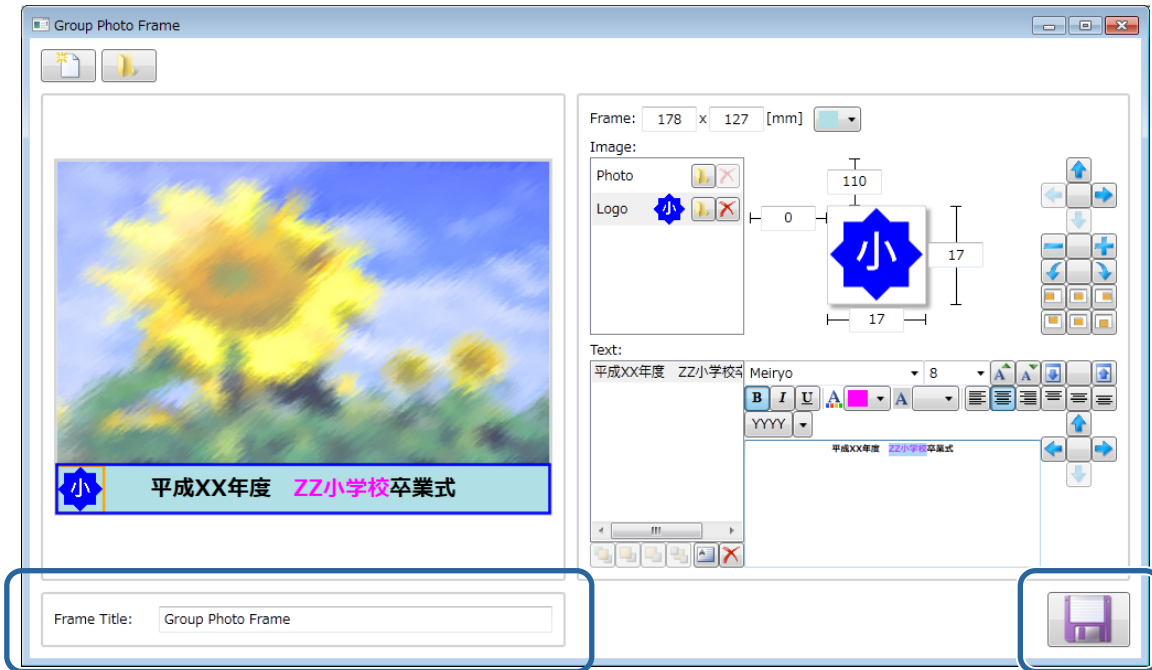 Group Photo Frame
Frame: 178 x 127 [mm]
Image:
Photo
Logo 小
110
0
小
17
17
Text:
平成XX年度 ZZ小学校卒
Meiryo 8 A A
B I U A A
YYYY
平成XX年度 ZZ小学校卒業式
小 平成XX年度 ZZ小学校卒業式
A
Frame Title: Group Photo Frame